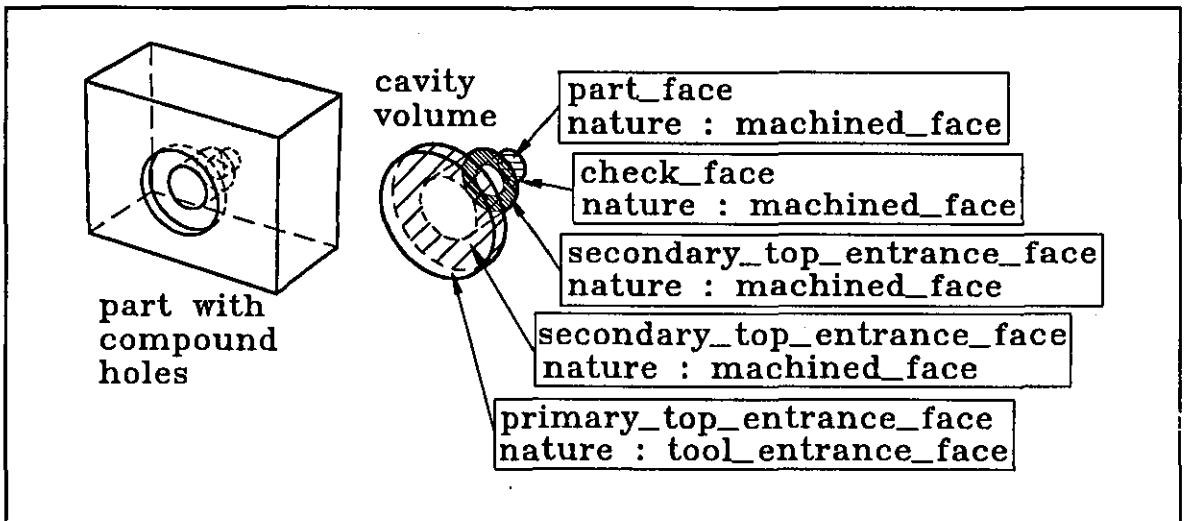 cavity
volume
part_face
nature : machined_face
check_face
nature : machined_face
secondary_top_entrance_face
nature : machined_face
part with
compound
holes
secondary_top_entrance_face
nature : machined_face
primary_top_entrance_face
nature : tool_entrance_face